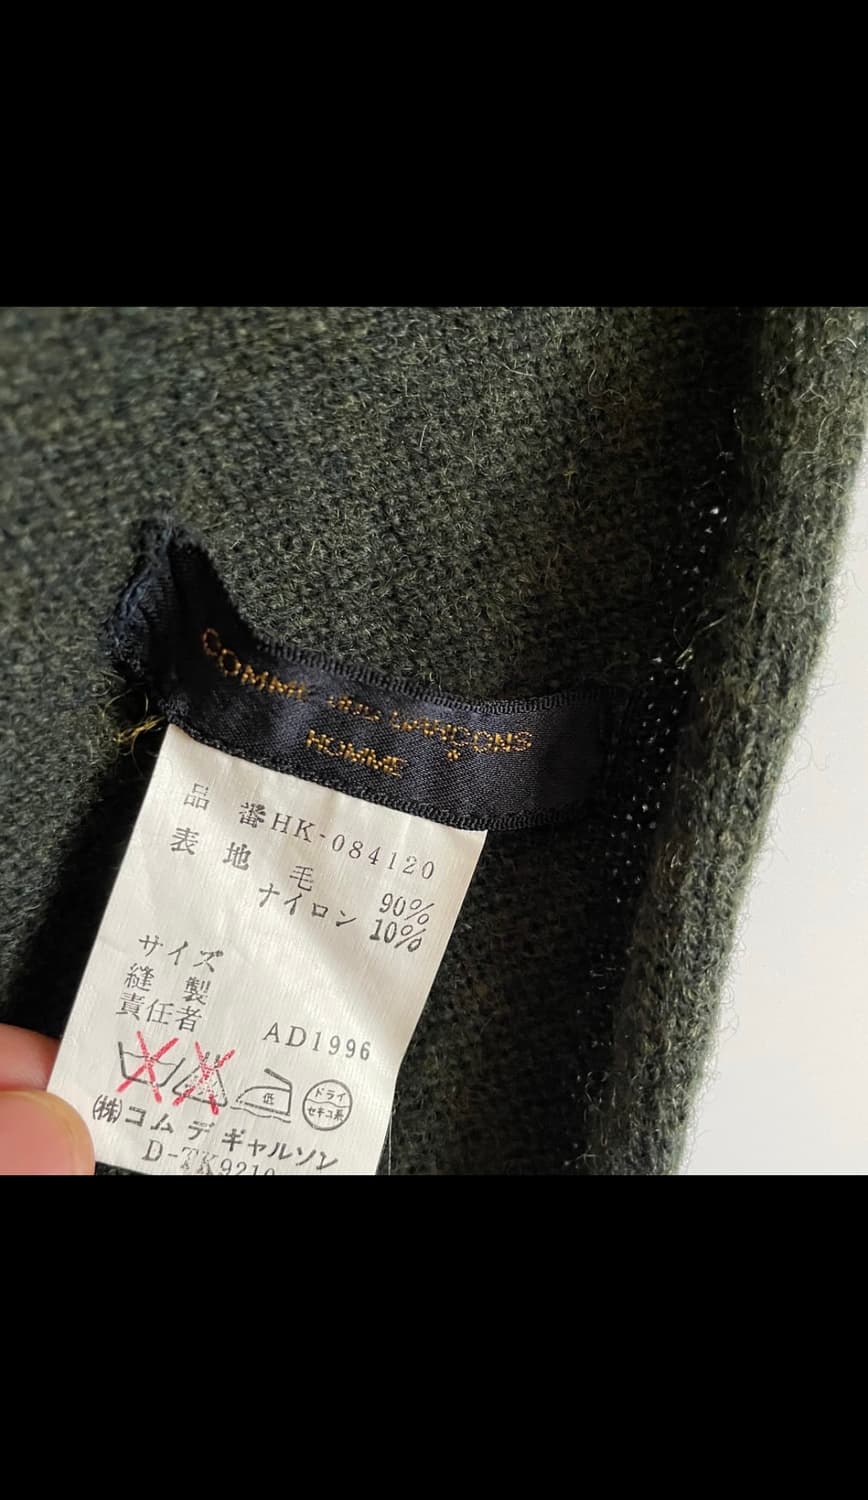 COMME des GARÇONS
HOMME
品 番 HK-084120
表 地 毛 90%
ナイロン 10%
サイズ
縫 製
責任者
AD1996
低
ドライ
セキユ系
(株)コム デ ギャルソン